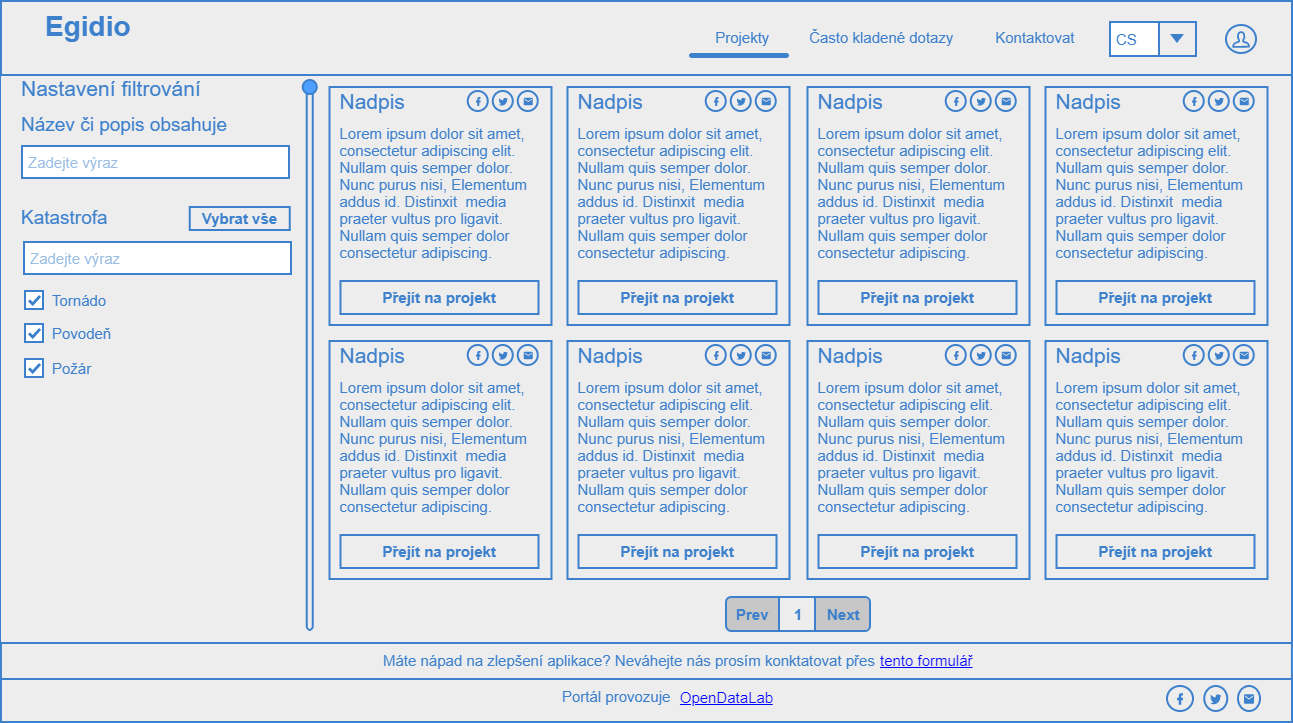 Egidio
Projekty
Často kladené dotazy
Kontaktovat
CS
Nastavení filtrování
Název či popis obsahuje
Zadejte výraz
Katastrofa
Vybrat vše
Zadejte výraz
Tornádo
Povodeň
Požár
Nadpis
Lorem ipsum dolor sit amet,
consectetur adipiscing elit.
Nullam quis semper dolor.
Nunc purus nisi, Elementum
addus id. Distinxit  media
praeter vultus pro ligavit.
Nullam quis semper dolor
consectetur adipiscing.
Přejít na projekt
Nadpis
Lorem ipsum dolor sit amet,
consectetur adipiscing elit.
Nullam quis semper dolor.
Nunc purus nisi, Elementum
addus id. Distinxit  media
praeter vultus pro ligavit.
Nullam quis semper dolor
consectetur adipiscing.
Přejít na projekt
Nadpis
Lorem ipsum dolor sit amet,
consectetur adipiscing elit.
Nullam quis semper dolor.
Nunc purus nisi, Elementum
addus id. Distinxit  media
praeter vultus pro ligavit.
Nullam quis semper dolor
consectetur adipiscing.
Přejít na projekt
Nadpis
Lorem ipsum dolor sit amet,
consectetur adipiscing elit.
Nullam quis semper dolor.
Nunc purus nisi, Elementum
addus id. Distinxit  media
praeter vultus pro ligavit.
Nullam quis semper dolor
consectetur adipiscing.
Přejít na projekt
Nadpis
Lorem ipsum dolor sit amet,
consectetur adipiscing elit.
Nullam quis semper dolor.
Nunc purus nisi, Elementum
addus id. Distinxit  media
praeter vultus pro ligavit.
Nullam quis semper dolor
consectetur adipiscing.
Přejít na projekt
Nadpis
Lorem ipsum dolor sit amet,
consectetur adipiscing elit.
Nullam quis semper dolor.
Nunc purus nisi, Elementum
addus id. Distinxit  media
praeter vultus pro ligavit.
Nullam quis semper dolor
consectetur adipiscing.
Přejít na projekt
Nadpis
Lorem ipsum dolor sit amet,
consectetur adipiscing elit.
Nullam quis semper dolor.
Nunc purus nisi, Elementum
addus id. Distinxit  media
praeter vultus pro ligavit.
Nullam quis semper dolor
consectetur adipiscing.
Přejít na projekt
Nadpis
Lorem ipsum dolor sit amet,
consectetur adipiscing elit.
Nullam quis semper dolor.
Nunc purus nisi, Elementum
addus id. Distinxit  media
praeter vultus pro ligavit.
Nullam quis semper dolor
consectetur adipiscing.
Přejít na projekt
Prev 1 Next
Máte nápad na zlepšení aplikace? Neváhejte nás prosím konktatovat přes tento formulář
Portál provozuje OpenDataLab